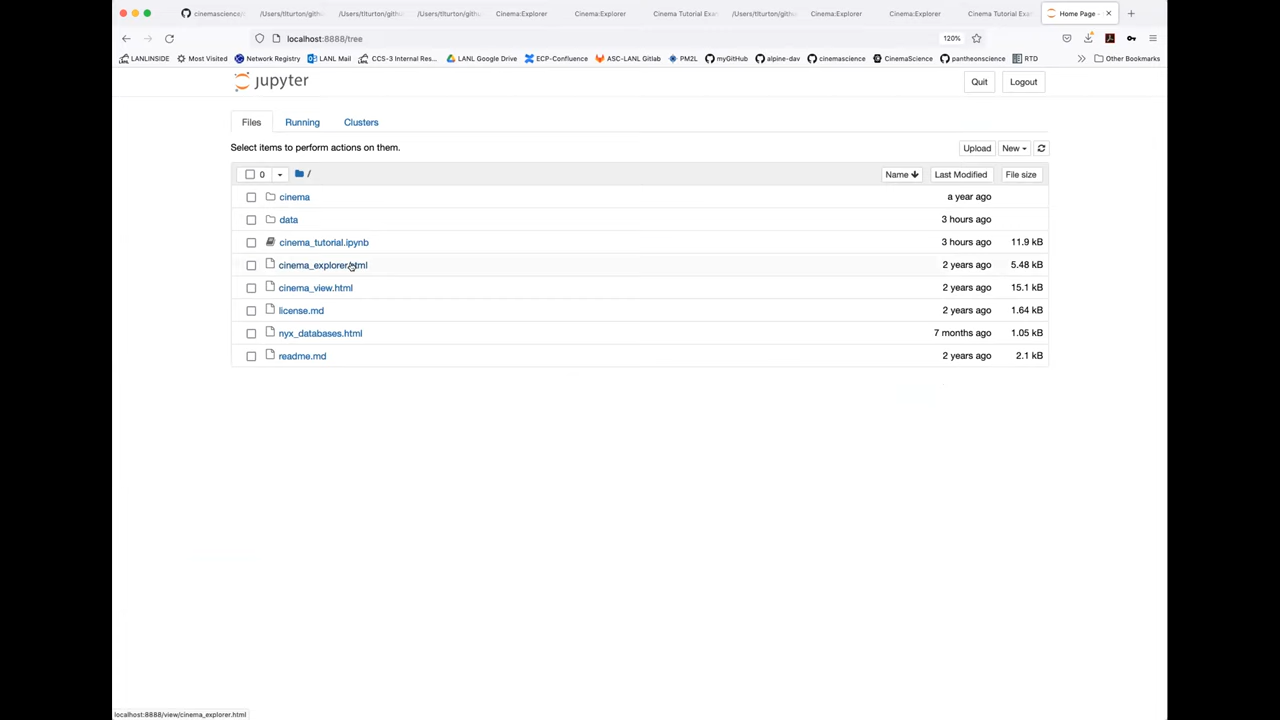 cinemascience/
/Users/tlturton/githu
/Users/tlturton/githu
/Users/tlturton/githu
Cinema:Explorer
Cinema:Explorer
Cinema Tutorial Exa
/Users/tlturton/githu
Cinema:Explorer
Cinema:Explorer
Cinema Tutorial Exa
Home Page -
localhost:8888/tree
120%
LANLINSIDE
Most Visited
Network Registry
LANL Mail
CCS-3 Internal Res...
LANL Google Drive
ECP-Confluence
ASC-LANL Gitlab
PM2L
myGitHub
alpine-dav
cinemascience
CinemaScience
pantheonscience
RTD
Other Bookmarks
jupyter
Quit
Logout
Files
Running
Clusters
Select items to perform actions on them.
Upload
New
0
/
Name
Last Modified
File size
cinema
a year ago
data
3 hours ago
cinema_tutorial.ipynb
3 hours ago
11.9 kB
cinema_explorer.html
2 years ago
5.48 kB
cinema_view.html
2 years ago
15.1 kB
license.md
2 years ago
1.64 kB
nyx_databases.html
7 months ago
1.05 kB
readme.md
2 years ago
2.1 kB
localhost:8888/view/cinema_explorer.html